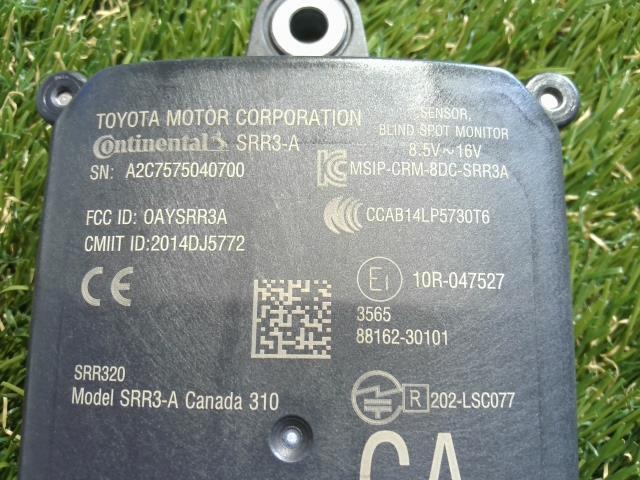 TOYOTA MOTOR CORPORATION
SENSOR,
BLIND SPOT MONITOR
Continental SRR3-A
8.5V~16V
SN: A2C7575040700
MSIP-CRM-8DC-SRR3A
FCC ID: OAYSRR3A
CCAB14LP5730T6
CMIIT ID:2014DJ5772
CE
E1 10R-047527
3565
88162-30101
SRR320
Model SRR3-A Canada 310
R 202-LSC077
CA